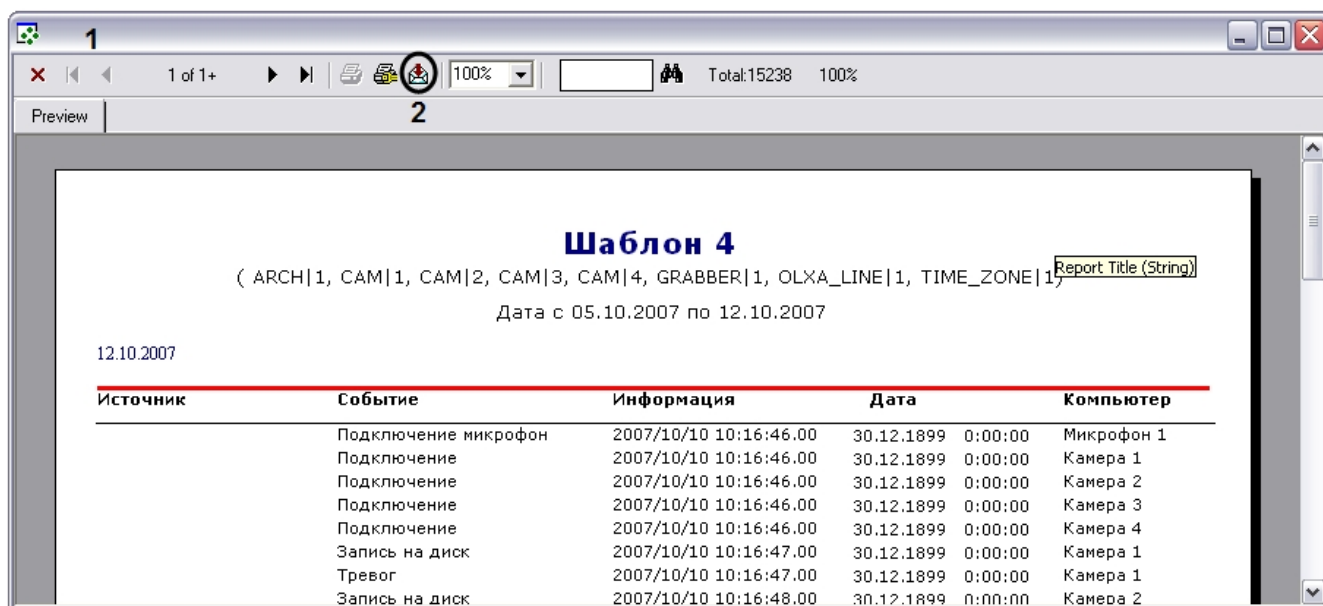 1
1 of 1+ 100% Total:15238 100%
2
Preview
Шаблон 4
( ARCH|1, CAM|1, CAM|2, CAM|3, CAM|4, GRABBER|1, OLXA_LINE|1, TIME_ZONE|1)
Report Title (String)
Дата с 05.10.2007 по 12.10.2007
12.10.2007
Источник Событие Информация Дата Компьютер
Подключение микрофон 2007/10/10 10:16:46.00 30.12.1899 0:00:00 Микрофон 1
Подключение 2007/10/10 10:16:46.00 30.12.1899 0:00:00 Камера 1
Подключение 2007/10/10 10:16:46.00 30.12.1899 0:00:00 Камера 2
Подключение 2007/10/10 10:16:46.00 30.12.1899 0:00:00 Камера 3
Подключение 2007/10/10 10:16:46.00 30.12.1899 0:00:00 Камера 4
Запись на диск 2007/10/10 10:16:47.00 30.12.1899 0:00:00 Камера 1
Тревог 2007/10/10 10:16:47.00 30.12.1899 0:00:00 Камера 1
Запись на диск 2007/10/10 10:16:48.00 30.12.1899 0:00:00 Камера 2